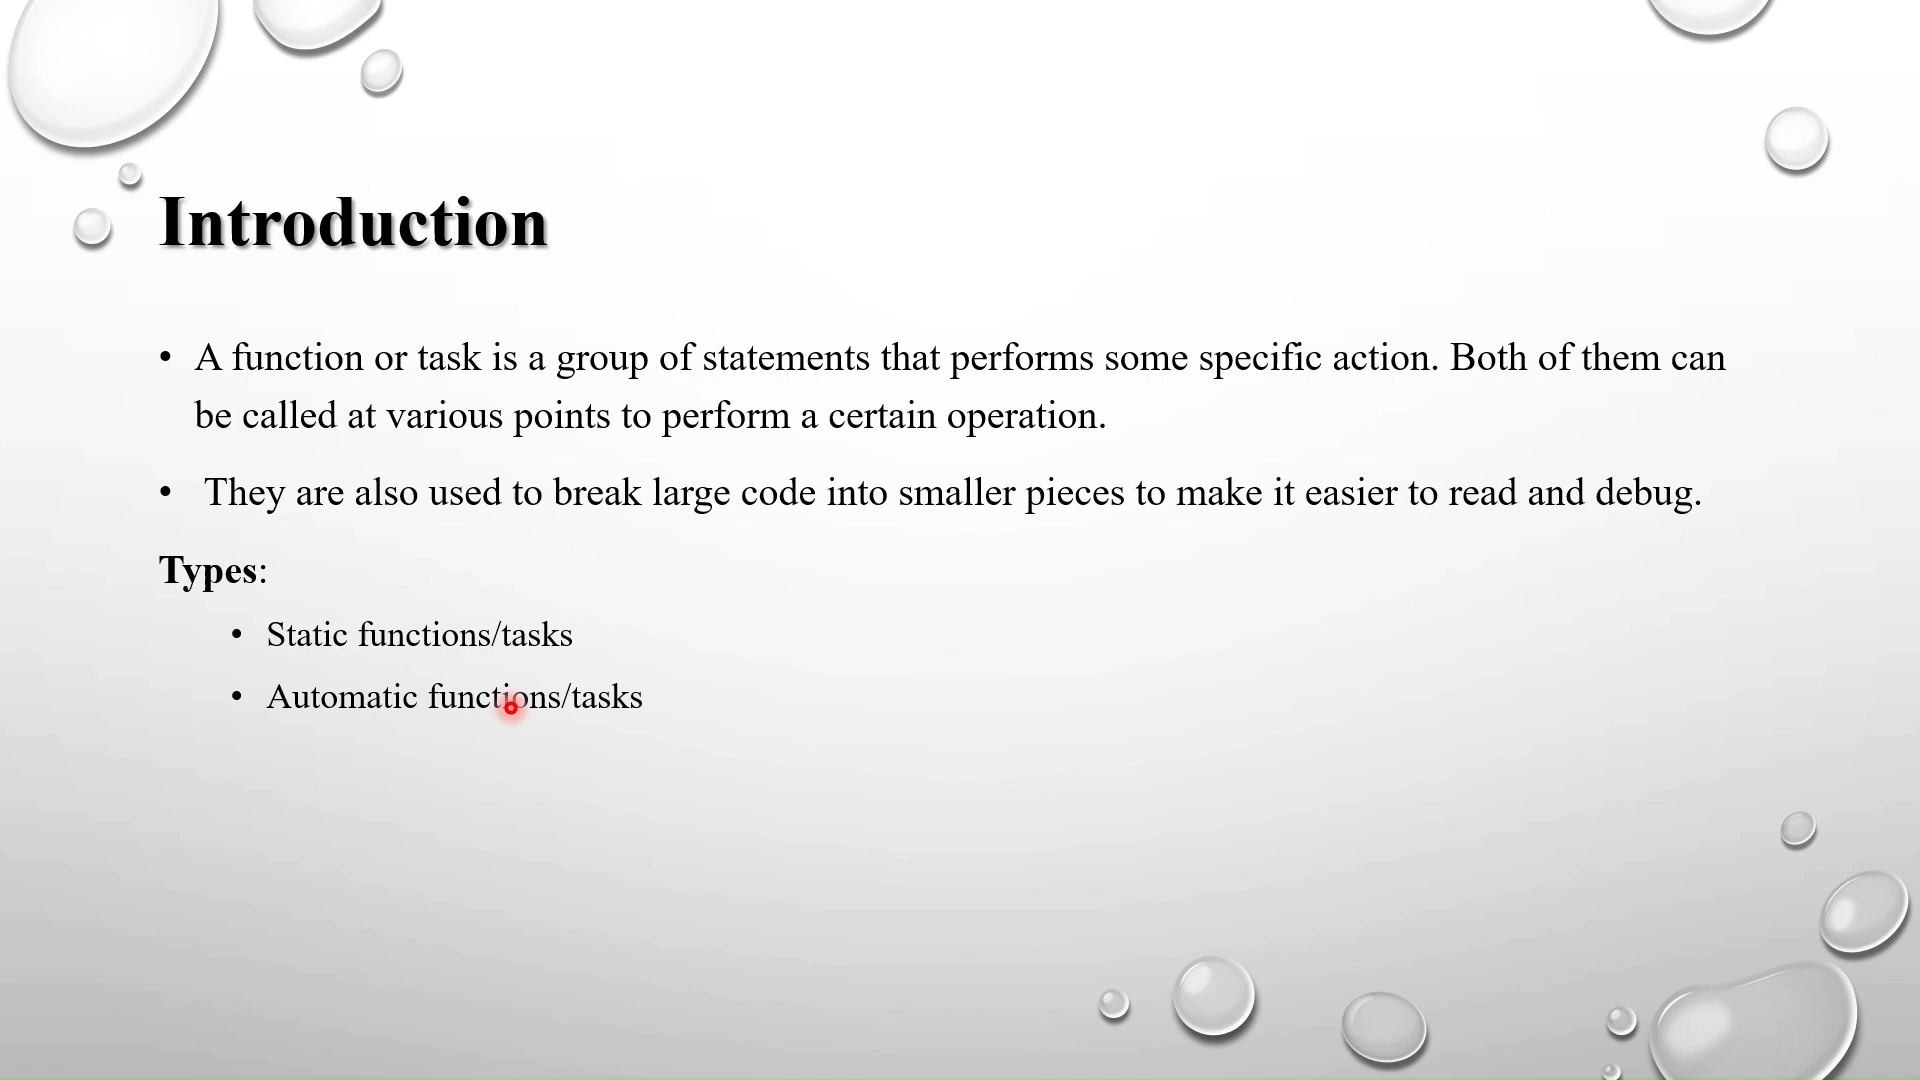 Introduction
• A function or task is a group of statements that performs some specific action. Both of them can
be called at various points to perform a certain operation.
• They are also used to break large code into smaller pieces to make it easier to read and debug.
Types:
• Static functions/tasks
• Automatic functions/tasks